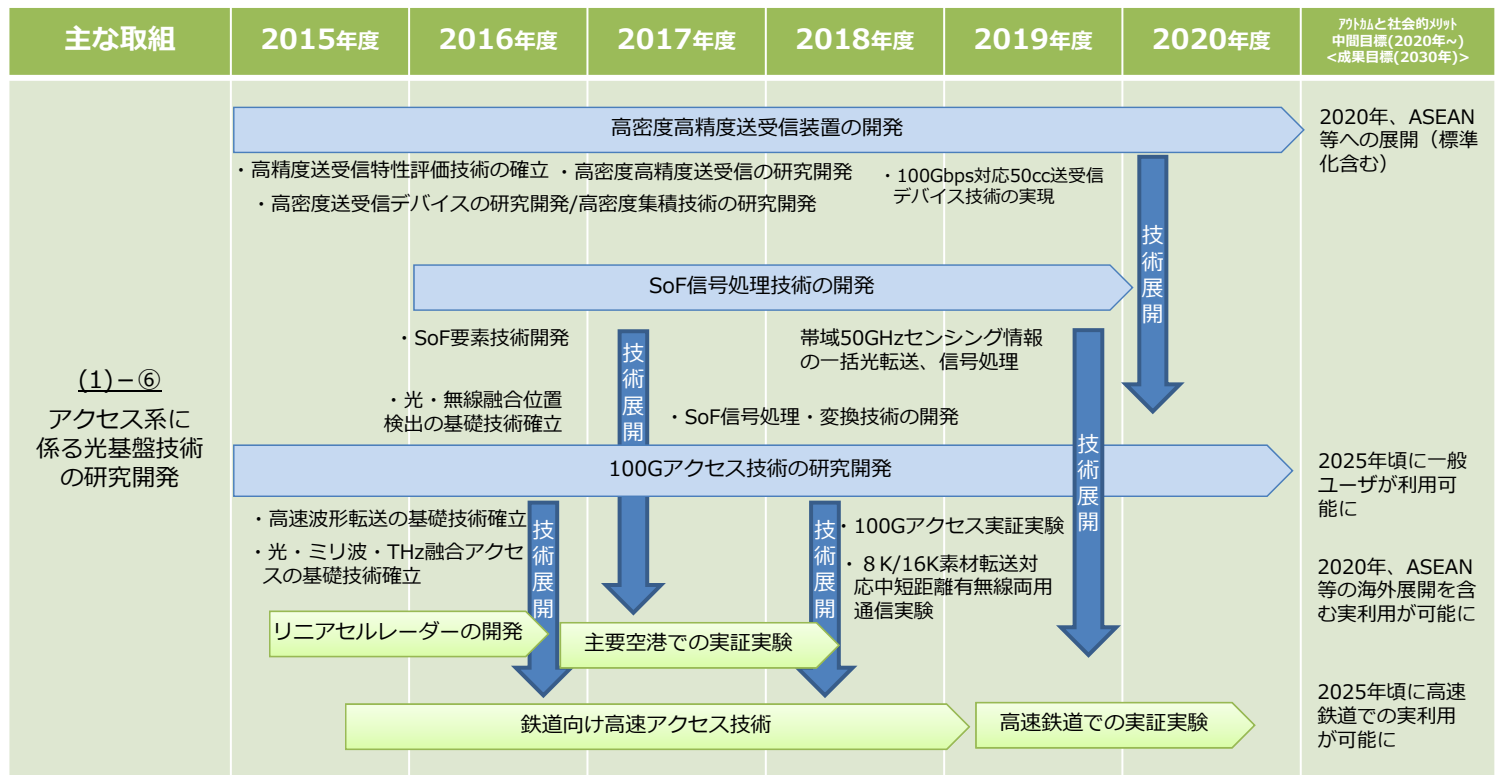 主な取組
2015年度
2016年度
2017年度
2018年度
2019年度
2020年度
ｱｳﾄｶﾑと社会的ﾒﾘｯﾄ
中間目標(2020年~)
<成果目標(2030年)>
(1)－⑥
アクセス系に
係る光基盤技術
の研究開発
高密度高精度送受信装置の開発
・高精度送受信特性評価技術の確立
・高密度高精度送受信の研究開発
・100Gbps対応50cc送受信
デバイス技術の実現
・高密度送受信デバイスの研究開発/高密度集積技術の研究開発
技術展開
SoF信号処理技術の開発
・SoF要素技術開発
技術展開
帯域50GHzセンシング情報
の一括光転送、信号処理
・光・無線融合位置
検出の基礎技術確立
・SoF信号処理・変換技術の開発
技術展開
100Gアクセス技術の研究開発
・高速波形転送の基礎技術確立
・光・ミリ波・THz融合アクセ
スの基礎技術確立
技術展開
技術展開
・100Gアクセス実証実験
・８K/16K素材転送対
応中短距離有無線両用
通信実験
リニアセルレーダーの開発
主要空港での実証実験
鉄道向け高速アクセス技術
高速鉄道での実証実験
2020年、ASEAN
等への展開（標準
化含む）
2025年頃に一般
ユーザが利用可
能に
2020年、ASEAN
等の海外展開を含
む実利用が可能に
2025年頃に高速
鉄道での実利用
が可能に